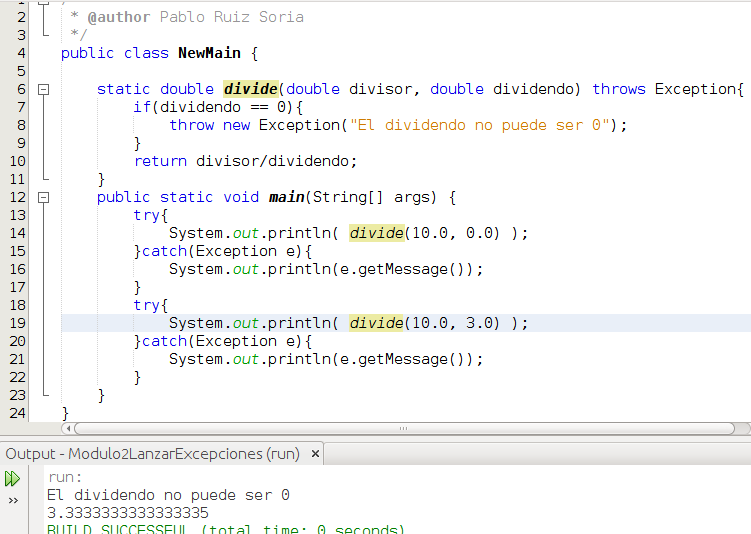 1
2 * @author Pablo Ruiz Soria
3 */
4 public class NewMain {
5
6 static double divide(double divisor, double dividendo) throws Exception{
7 if(dividendo == 0){
8 throw new Exception("El dividendo no puede ser 0");
9 }
10 return divisor/dividendo;
11 }
12 public static void main(String[] args) {
13 try{
14 System.out.println( divide(10.0, 0.0) );
15 }catch(Exception e){
16 System.out.println(e.getMessage());
17 }
18 try{
19 System.out.println( divide(10.0, 3.0) );
20 }catch(Exception e){
21 System.out.println(e.getMessage());
22 }
23 }
24 }
Output - Modulo2LanzarExcepciones (run) ×
run:
El dividendo no puede ser 0
3.3333333333333335
BUILD SUCCESSFUL (total time: 0 seconds)